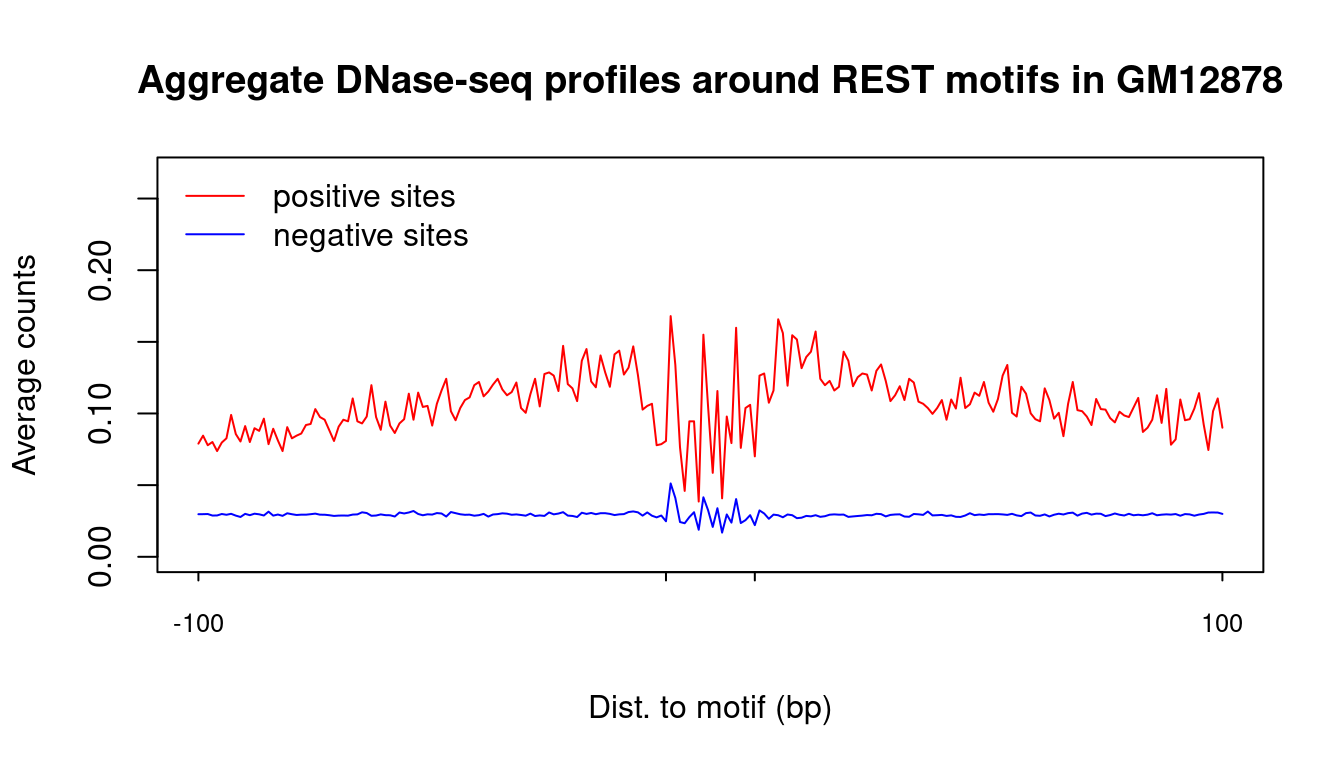 Aggregate DNase-seq profiles around REST motifs in GM12878
positive sites
negative sites
Average counts
0.20
0.10
0.00
-100
100
Dist. to motif (bp)